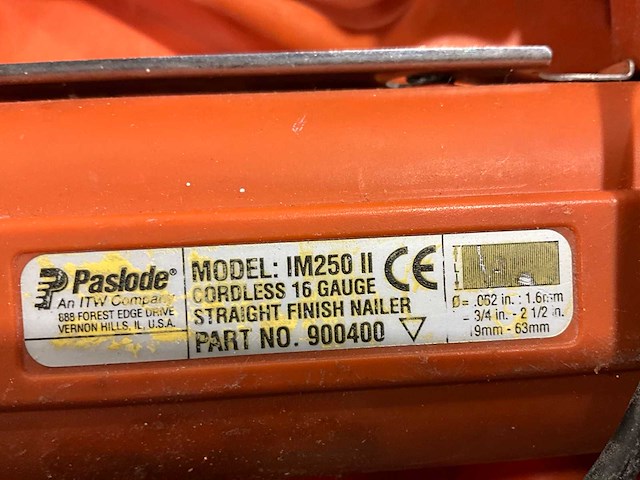 Paslode®
An ITW Company
888 FOREST EDGE DRIVE
VERNON HILLS, IL, U.S.A.
MODEL: IM250 II CE
CORDLESS 16 GAUGE
STRAIGHT FINISH NAILER
PART NO. 900400
L
Ø= .062 in. : 1.6mm
= 3/4 in. - 2 1/2 in.
19mm - 63mm